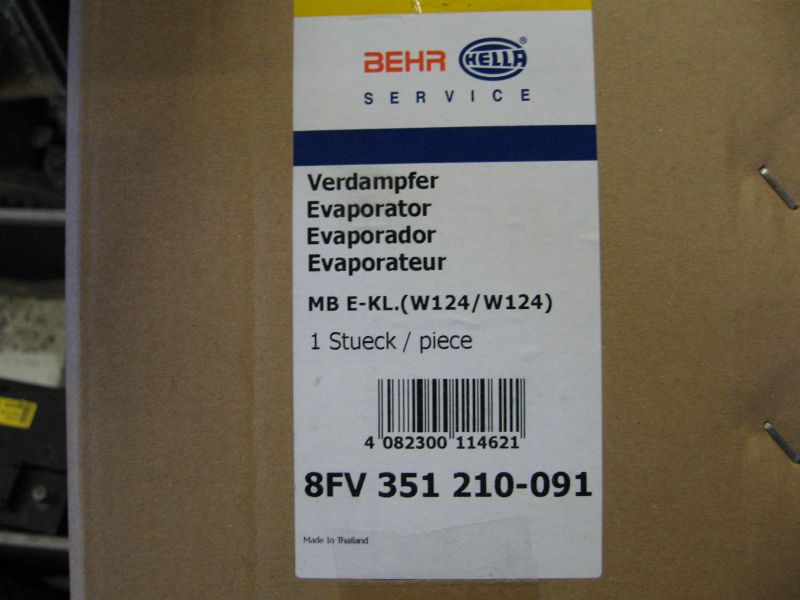 BEHR HELLA®
SERVICE
Verdampfer
Evaporator
Evaporador
Evaporateur
MB E-KL.(W124/W124)
1 Stueck / piece
4 082300 114621
8FV 351 210-091
Made In Thailand